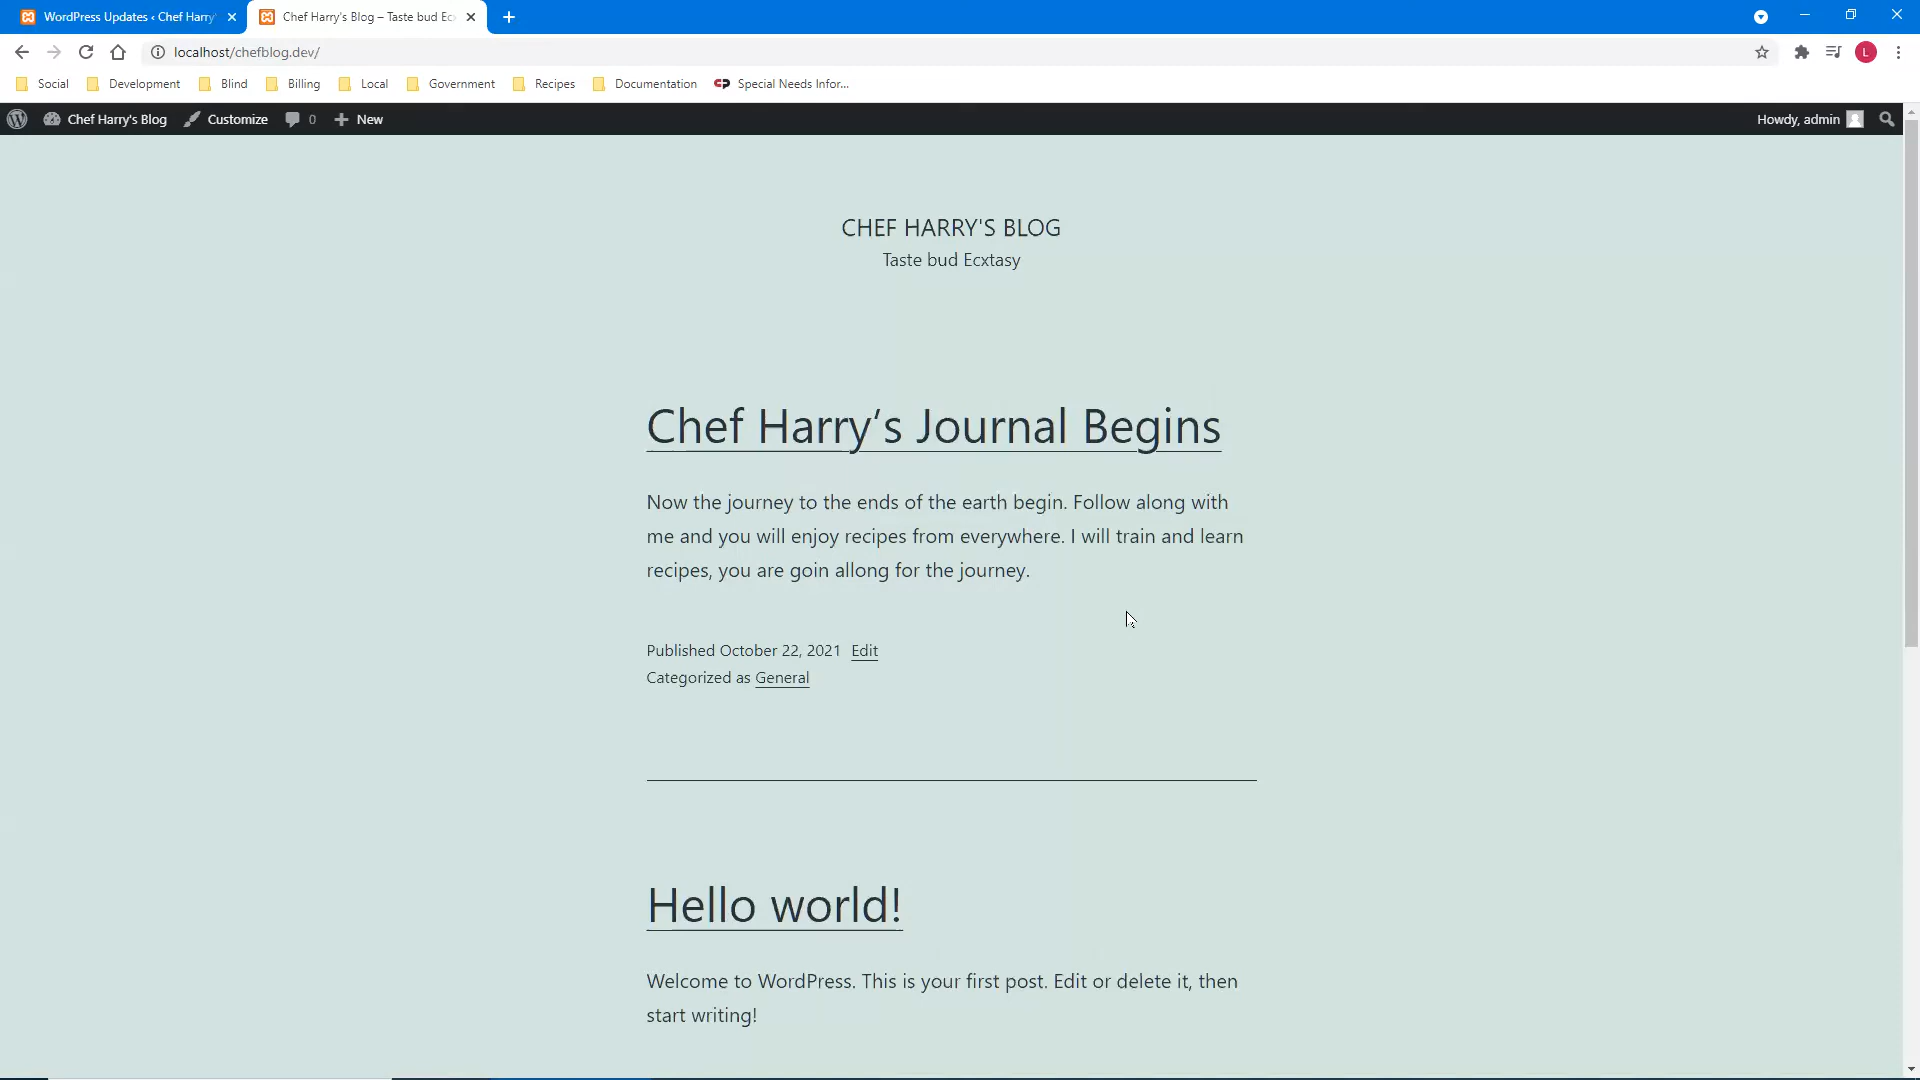 WordPress Updates ‹ Chef Harry'
Chef Harry's Blog – Taste bud Ec
localhost/chefblog.dev/
L
Social
Development
Blind
Billing
Local
Government
Recipes
Documentation
Special Needs Infor...
Chef Harry's Blog
Customize
0
New
Howdy, admin
CHEF HARRY'S BLOG
Taste bud Ecxtasy
Chef Harry‘s Journal Begins
Now the journey to the ends of the earth begin. Follow along with
me and you will enjoy recipes from everywhere. I will train and learn
recipes, you are goin allong for the journey.
Published October 22, 2021 Edit
Categorized as General
Hello world!
Welcome to WordPress. This is your first post. Edit or delete it, then
start writing!